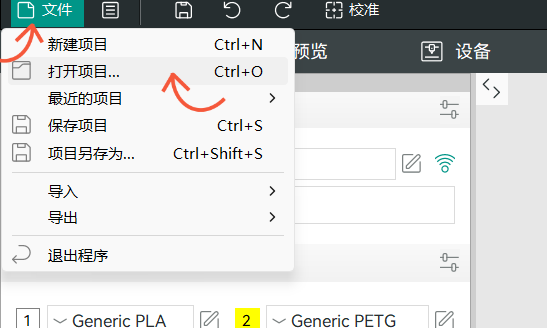 文件
校准
新建项目 Ctrl+N
预览
设备
打开项目... Ctrl+O
最近的项目
保存项目 Ctrl+S
项目另存为... Ctrl+Shift+S
导入
导出
退出程序
1 Generic PLA
2 Generic PETG